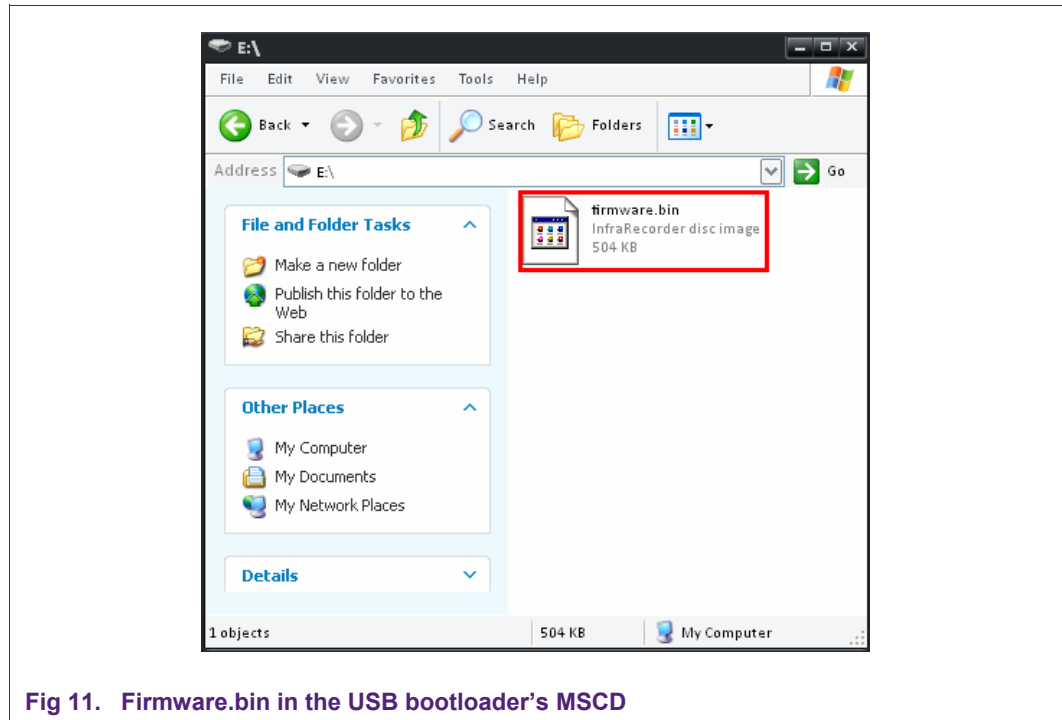 E:\
File Edit View Favorites Tools Help
Back Search Folders
Address E:\ Go
File and Folder Tasks
Make a new folder
Publish this folder to the
Web
Share this folder
Other Places
My Computer
My Documents
My Network Places
Details
firmware.bin
InfraRecorder disc image
504 KB
1 objects 504 KB My Computer
Fig 11. Firmware.bin in the USB bootloader's MSCD